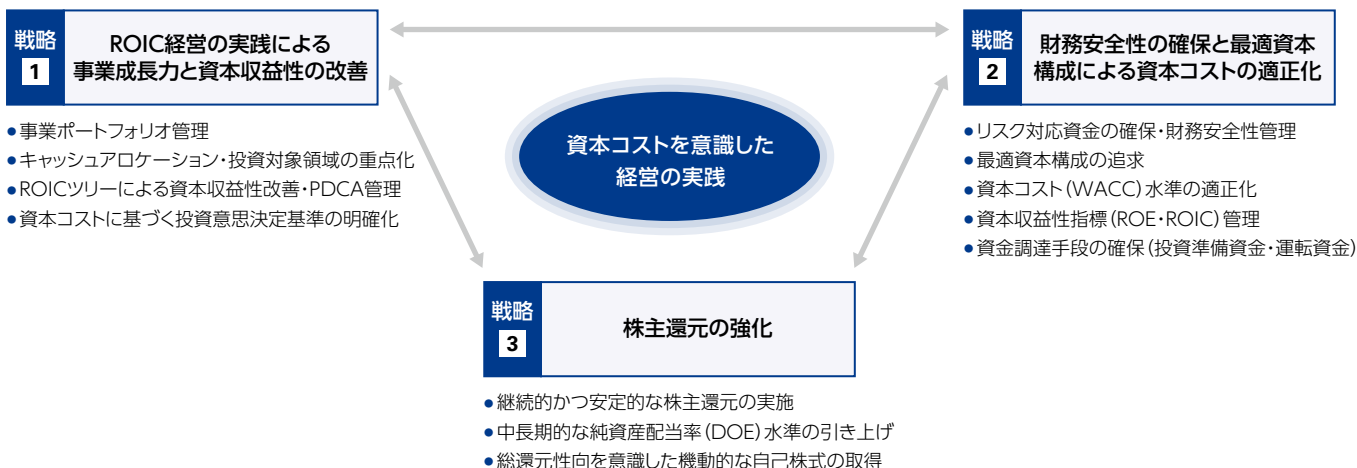 戦略
1
ROIC経営の実践による
事業成長力と資本収益性の改善
●事業ポートフォリオ管理
●キャッシュアロケーション・投資対象領域の重点化
●ROICツリーによる資本収益性改善・PDCA管理
●資本コストに基づく投資意思決定基準の明確化
資本コストを意識した
経営の実践
戦略
2
財務安全性の確保と最適資本
構成による資本コストの適正化
●リスク対応資金の確保・財務安全性管理
●最適資本構成の追求
●資本コスト(WACC)水準の適正化
●資本収益性指標(ROE・ROIC)管理
●資金調達手段の確保(投資準備資金・運転資金)
戦略
3
株主還元の強化
●継続的かつ安定的な株主還元の実施
●中長期的な純資産配当率(DOE)水準の引き上げ
●総還元性向を意識した機動的な自己株式の取得